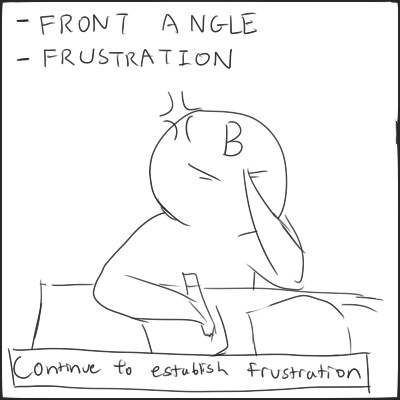 - FRONT ANGLE
- FRUSTRATION
B
Continue to establish frustration